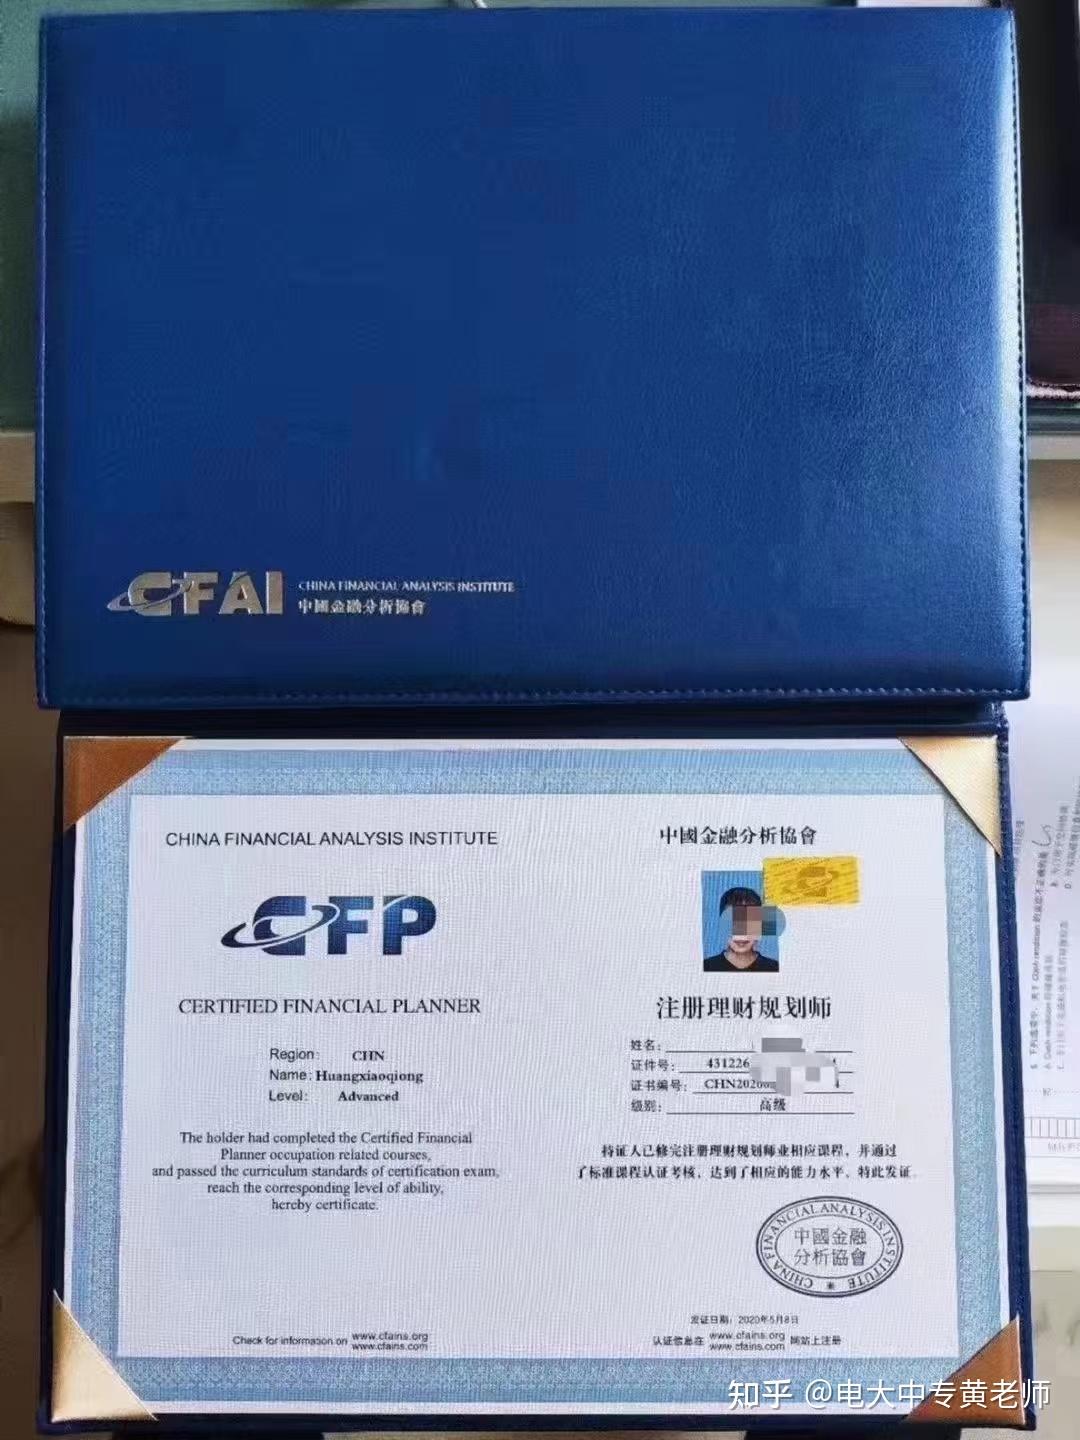 CFAI
CHINA FINANCIAL ANALYSIS INSTITUTE
中國金融分析協會
CHINA FINANCIAL ANALYSIS INSTITUTE
CFP
CERTIFIED FINANCIAL PLANNER
Region: CHN
Name: Huangxiaoqiong
Level: Advanced
The holder had completed the Certified Financial
Planner occupation related courses,
and passed the curriculum standards of certification exam,
reach the corresponding level of ability,
hereby certificate.
Check for information on www.cfains.org
www.cfains.com
中國金融分析協會
注册理财规划师
姓名:
证件号: 431226
证书编号: CHN2020
级别: 高级
持证人已修完注册理财规划师业相应课程，并通过
了标准课程认证考核，达到了相应的能力水平，特此发证。
CHINA FINANCIAL ANALYSIS INSTITUTE
中國金融
分析協會
发证日期: 2020年5月8日
认证信息在 www.cfains.org 网站上注册
www.cfains.com
知乎 @电大中专黄老师